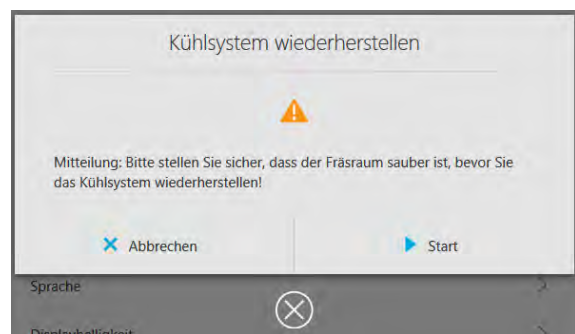 Kühlsystem wiederherstellen
Mitteilung: Bitte stellen Sie sicher, dass der Fräsraum sauber ist, bevor Sie
das Kühlsystem wiederherstellen!
Abbrechen
Start
Sprache
Displayhelligkeit